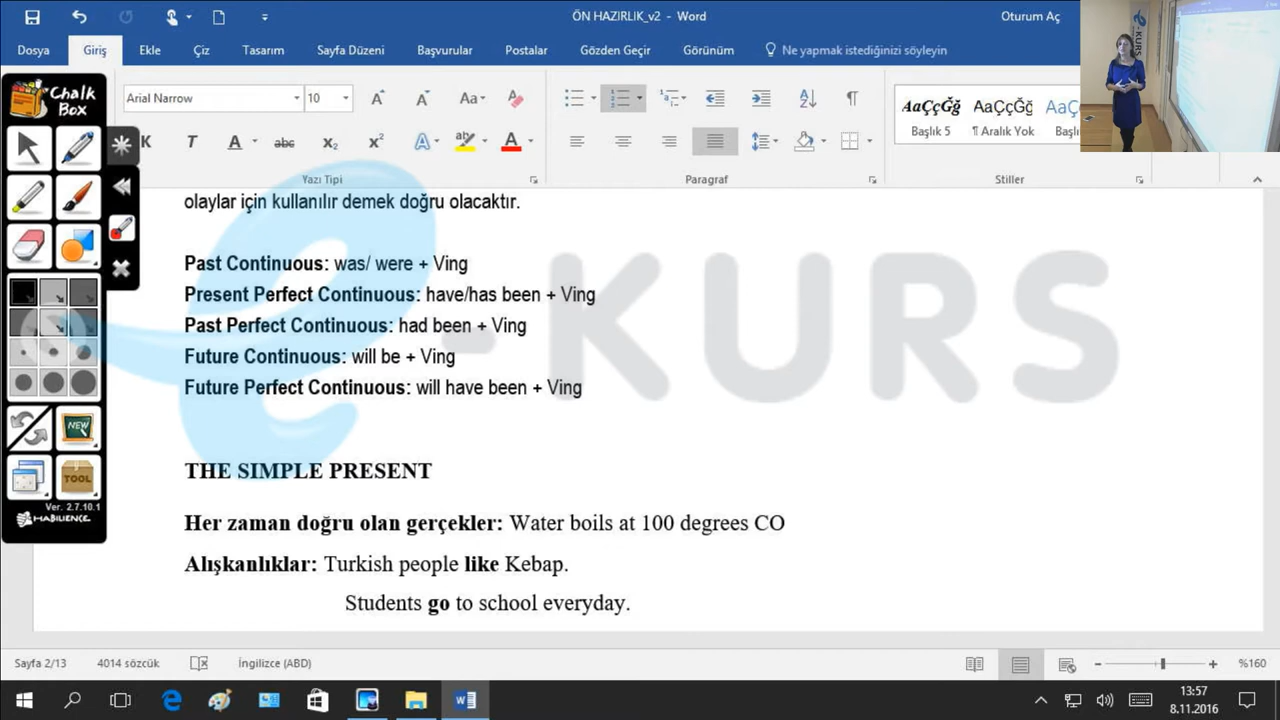 ÖN HAZIRLIK_v2 - Word
Oturum Aç
Dosya Giriş Ekle Çiz Tasarım Sayfa Düzeni Başvurular Postalar Gözden Geçir Görünüm Ne yapmak istediğinizi söyleyin
Chalk Box
Arial Narrow 10
AaÇçĞğ AaÇçĞğ AaÇ
Başlık 5 ¶ Aralık Yok Başlı
Yazı Tipi Paragraf Stiller
olaylar için kullanılır demek doğru olacaktır.
Past Continuous: was/ were + Ving
Present Perfect Continuous: have/has been + Ving
Past Perfect Continuous: had been + Ving
Future Continuous: will be + Ving
Future Perfect Continuous: will have been + Ving
e-KURS
NEW
TOOL
Ver. 2.7.10.1
HABILIENCE
THE SIMPLE PRESENT
Her zaman doğru olan gerçekler: Water boils at 100 degrees CO
Alışkanlıklar: Turkish people like Kebap.
Students go to school everyday.
Sayfa 2/13 4014 sözcük İngilizce (ABD) %160
13:57
8.11.2016